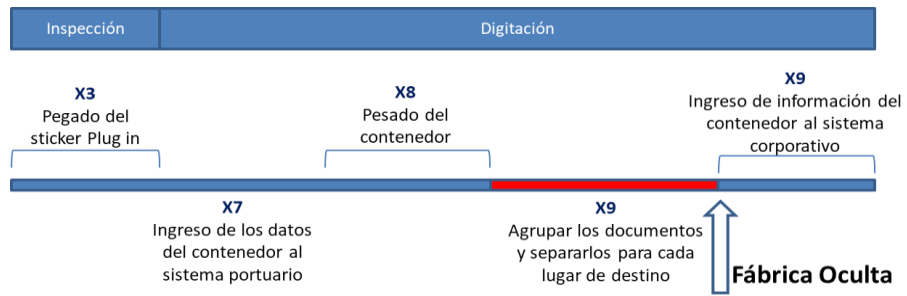 Inspección
Digitación
X3
Pegado del
sticker Plug in
X8
Pesado del
contenedor
X9
Ingreso de información del
contenedor al sistema
corporativo
X7
Ingreso de los datos
del contenedor al
sistema portuario
X9
Agrupar los documentos
y separarlos para cada
lugar de destino
Fábrica Oculta